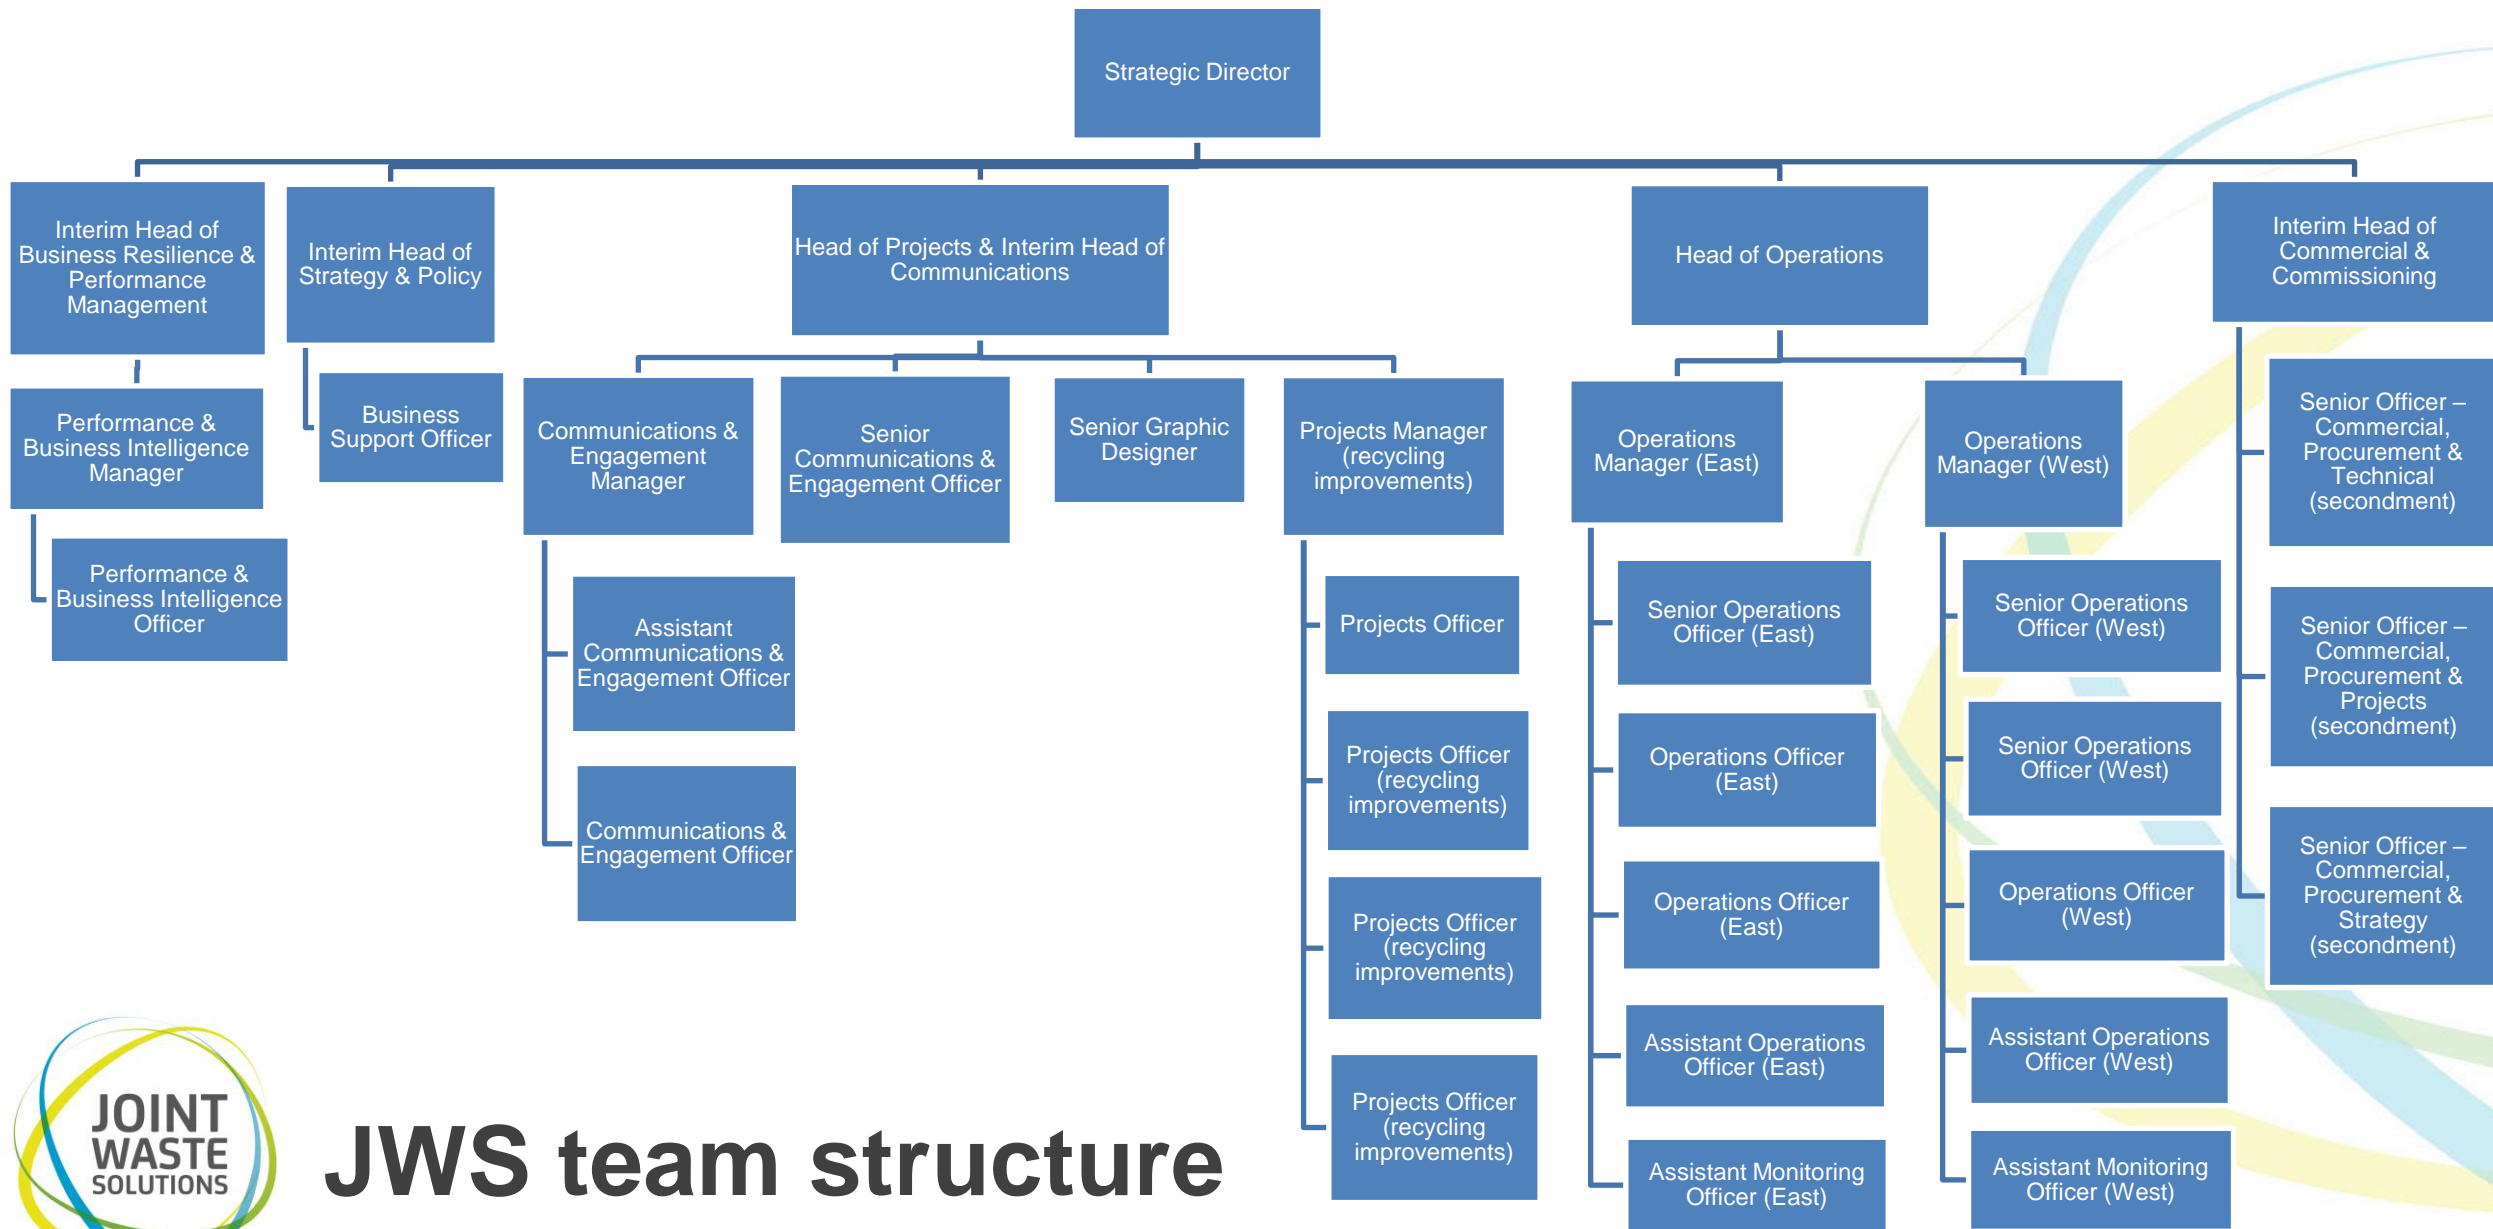 Strategic Director
Interim Head of
Business Resilience &
Performance
Management
Interim Head of
Strategy & Policy
Head of Projects & Interim Head of
Communications
Head of Operations
Interim Head of
Commercial &
Commissioning
Performance &
Business Intelligence
Manager
Performance &
Business Intelligence
Officer
Business
Support Officer
Communications &
Engagement
Manager
Senior
Communications &
Engagement Officer
Senior Graphic
Designer
Projects Manager
(recycling
improvements)
Assistant
Communications &
Engagement Officer
Communications &
Engagement Officer
Projects Officer
Projects Officer
(recycling
improvements)
Projects Officer
(recycling
improvements)
Projects Officer
(recycling
improvements)
Operations
Manager (East)
Senior Operations
Officer (East)
Operations Officer
(East)
Operations Officer
(East)
Assistant Operations
Officer (East)
Assistant Monitoring
Officer (East)
Operations
Manager (West)
Senior Operations
Officer (West)
Senior Operations
Officer (West)
Operations Officer
(West)
Assistant Operations
Officer (West)
Assistant Monitoring
Officer (West)
Senior Officer –
Commercial,
Procurement &
Technical
(secondment)
Senior Officer –
Commercial,
Procurement &
Projects
(secondment)
Senior Officer –
Commercial,
Procurement &
Strategy
(secondment)
JOINT
WASTE
SOLUTIONS
JWS team structure